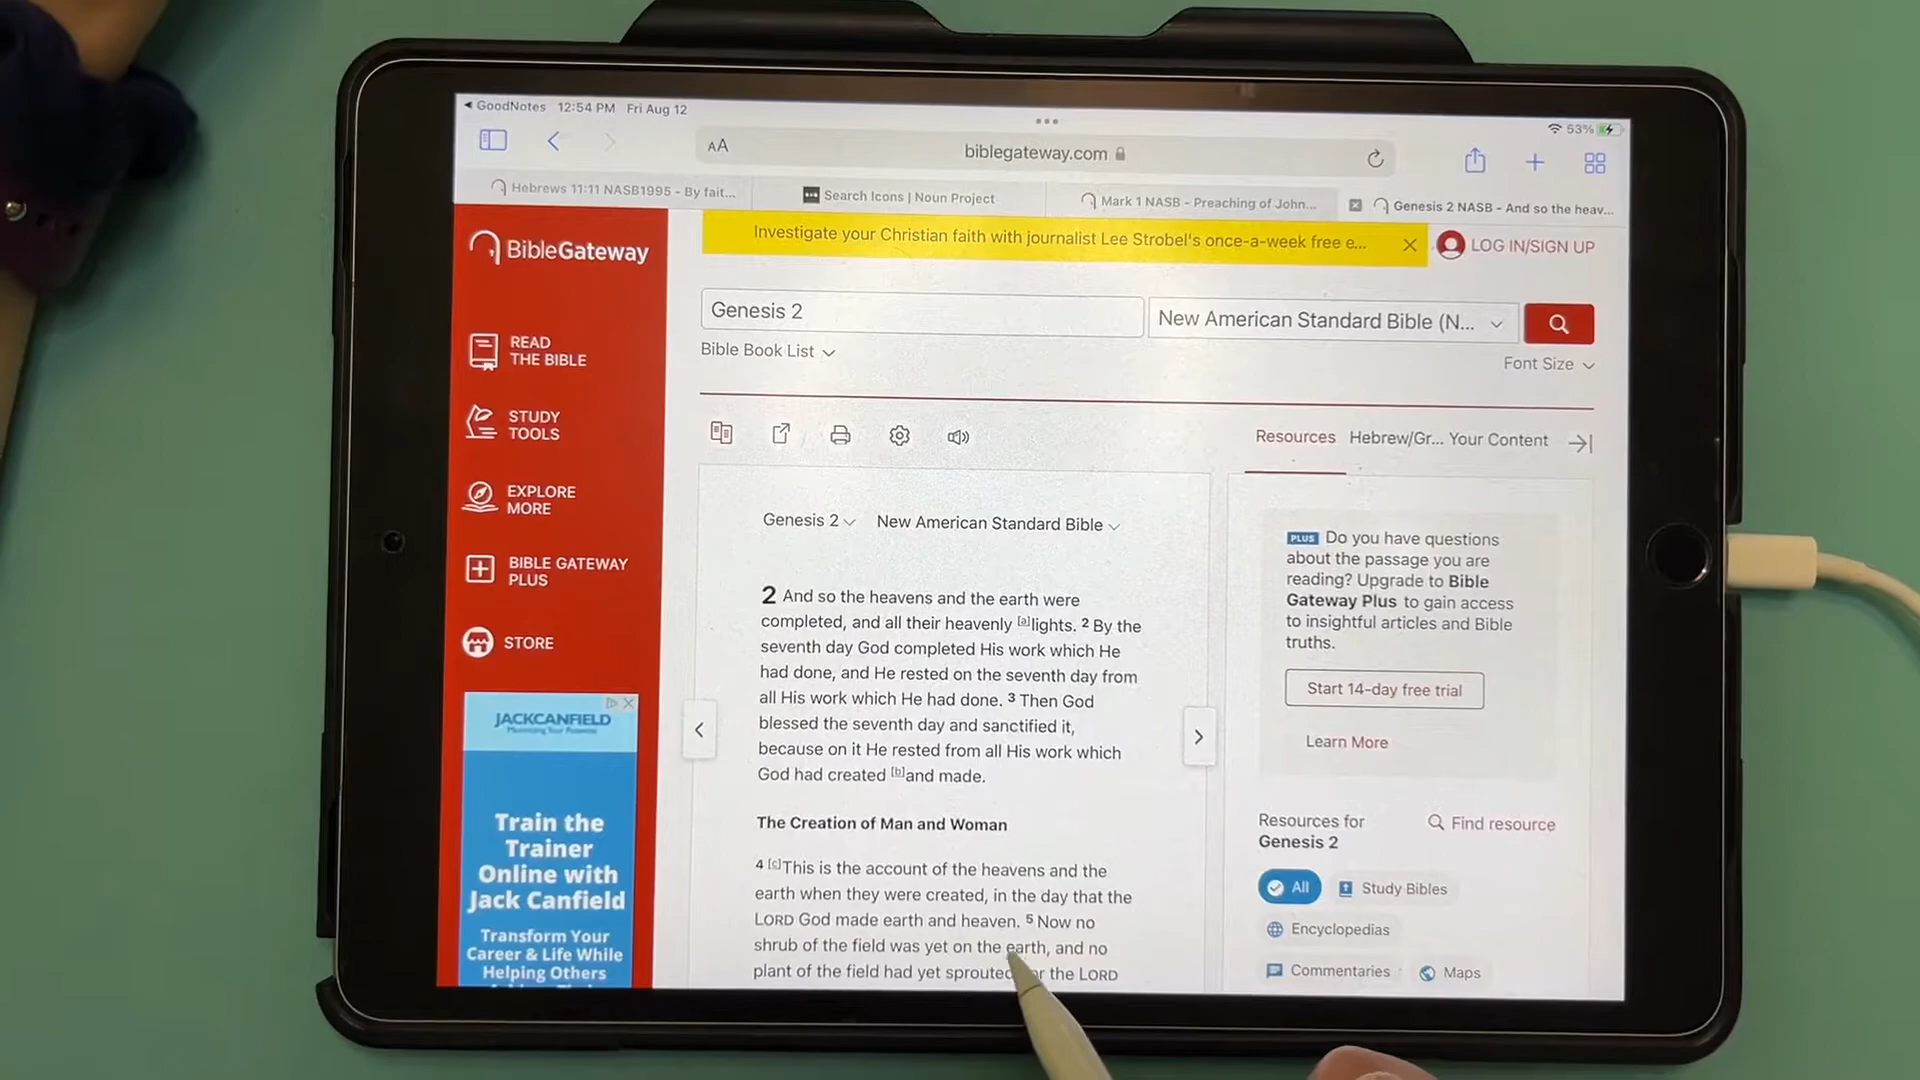 GoodNotes 12:54 PM Fri Aug 12
53%
AA
biblegateway.com
Hebrews 11:11 NASB1995 - By fait...
Search Icons | Noun Project
Mark 1 NASB - Preaching of John...
Genesis 2 NASB - And so the heav...
BibleGateway
Investigate your Christian faith with journalist Lee Strobel's once-a-week free e...
LOG IN/SIGN UP
Genesis 2
New American Standard Bible (N...
Bible Book List
Font Size
READ
THE BIBLE
STUDY
TOOLS
EXPLORE
MORE
BIBLE GATEWAY
PLUS
STORE
Resources Hebrew/Gr... Your Content
Genesis 2 New American Standard Bible
2 And so the heavens and the earth were
completed, and all their heavenly [a]lights. 2 By the
seventh day God completed His work which He
had done, and He rested on the seventh day from
all His work which He had done. 3 Then God
blessed the seventh day and sanctified it,
because on it He rested from all His work which
God had created [b]and made.
The Creation of Man and Woman
4 [c]This is the account of the heavens and the
earth when they were created, in the day that the
LORD God made earth and heaven. 5 Now no
shrub of the field was yet on the earth, and no
plant of the field had yet sprouted the LORD
PLUS Do you have questions
about the passage you are
reading? Upgrade to Bible
Gateway Plus to gain access
to insightful articles and Bible
truths.
Start 14-day free trial
Learn More
Resources for
Genesis 2
Find resource
All
Study Bibles
Encyclopedias
Commentaries
Maps
JACKCANFIELD
Maximizing Your Potential
Train the
Trainer
Online with
Jack Canfield
Transform Your
Career & Life While
Helping Others